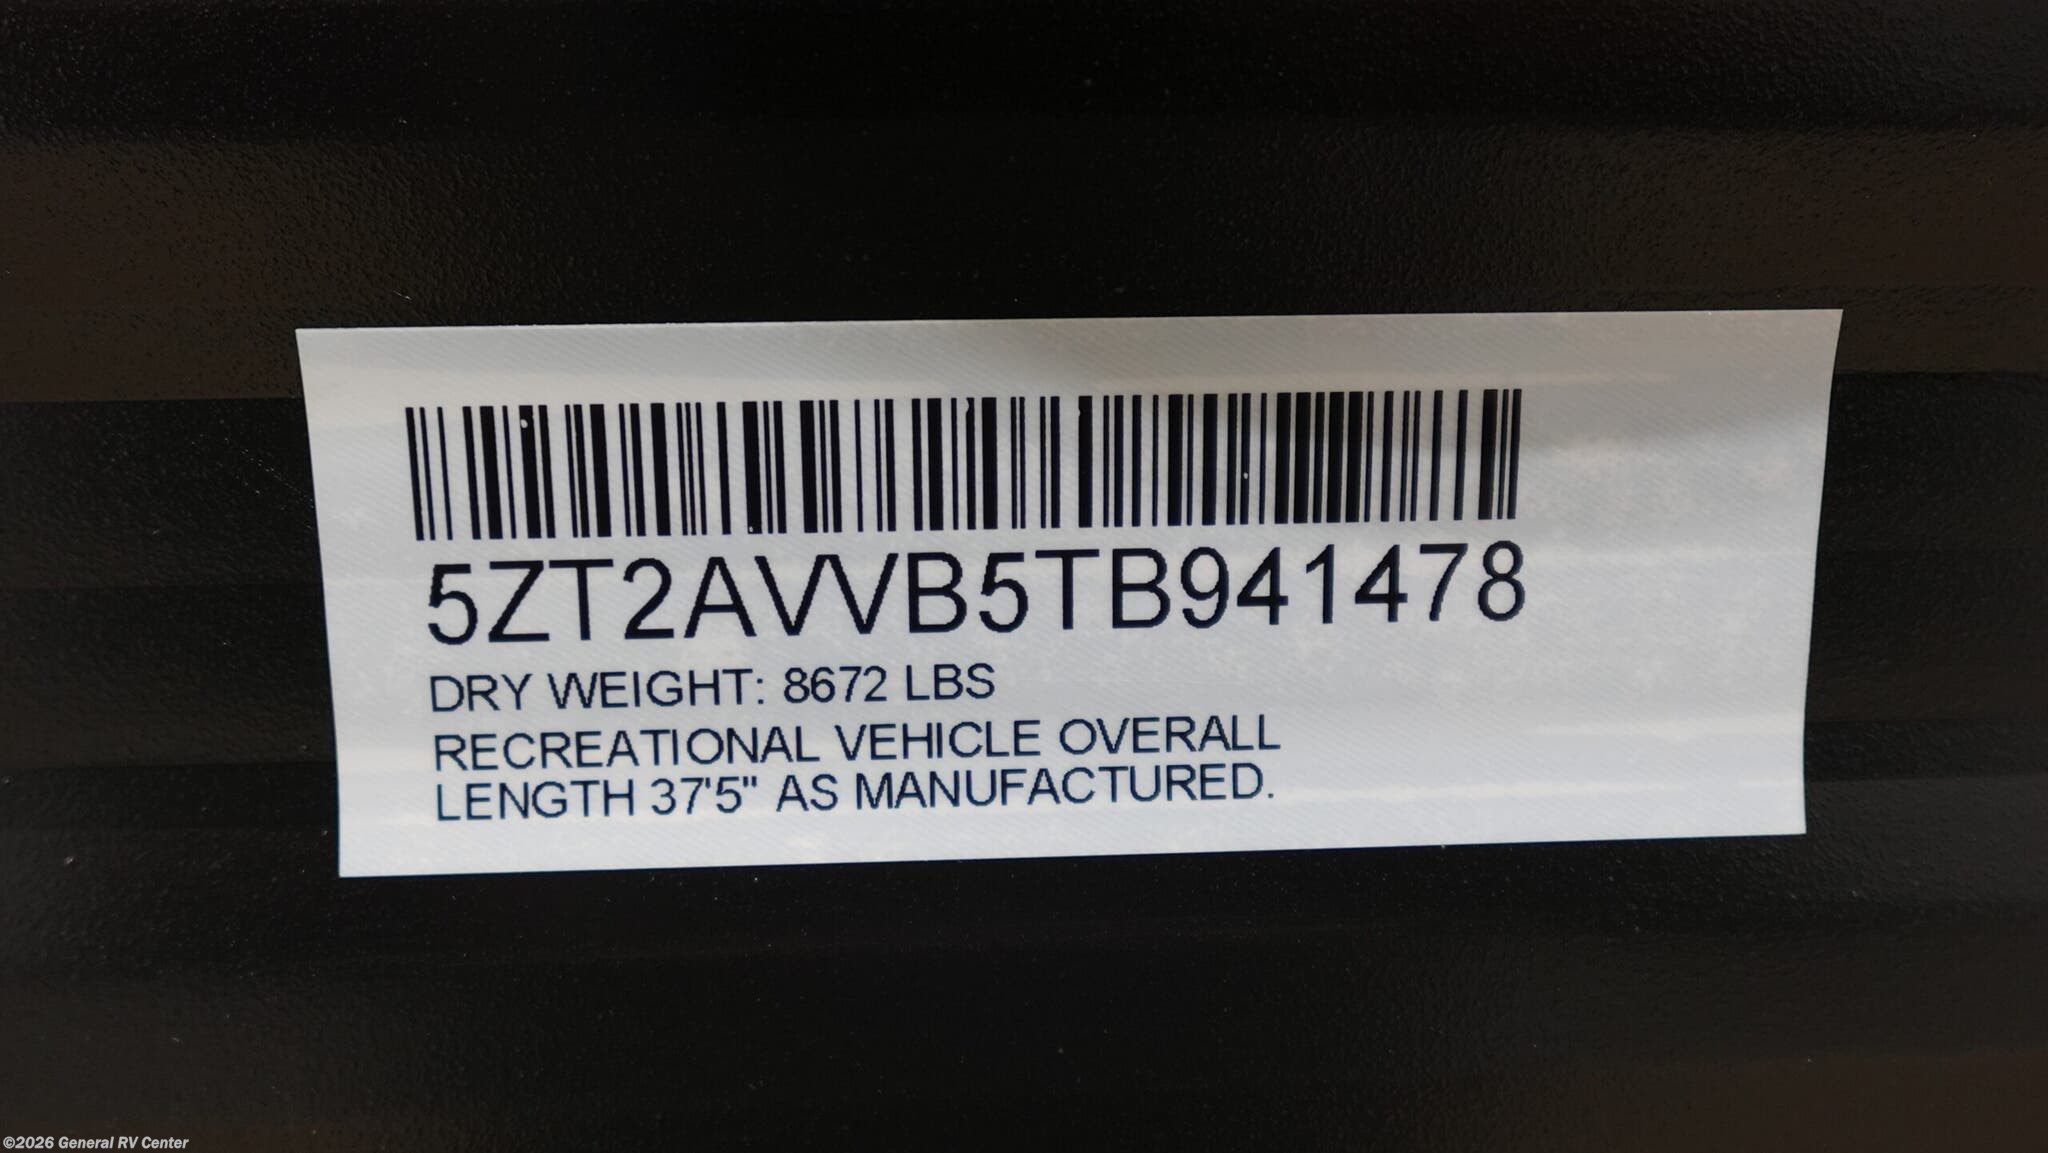 5ZT2AVVB5TB941478
DRY WEIGHT: 8672 LBS
RECREATIONAL VEHICLE OVERALL
LENGTH 37'5" AS MANUFACTURED.
©2026 General RV Center